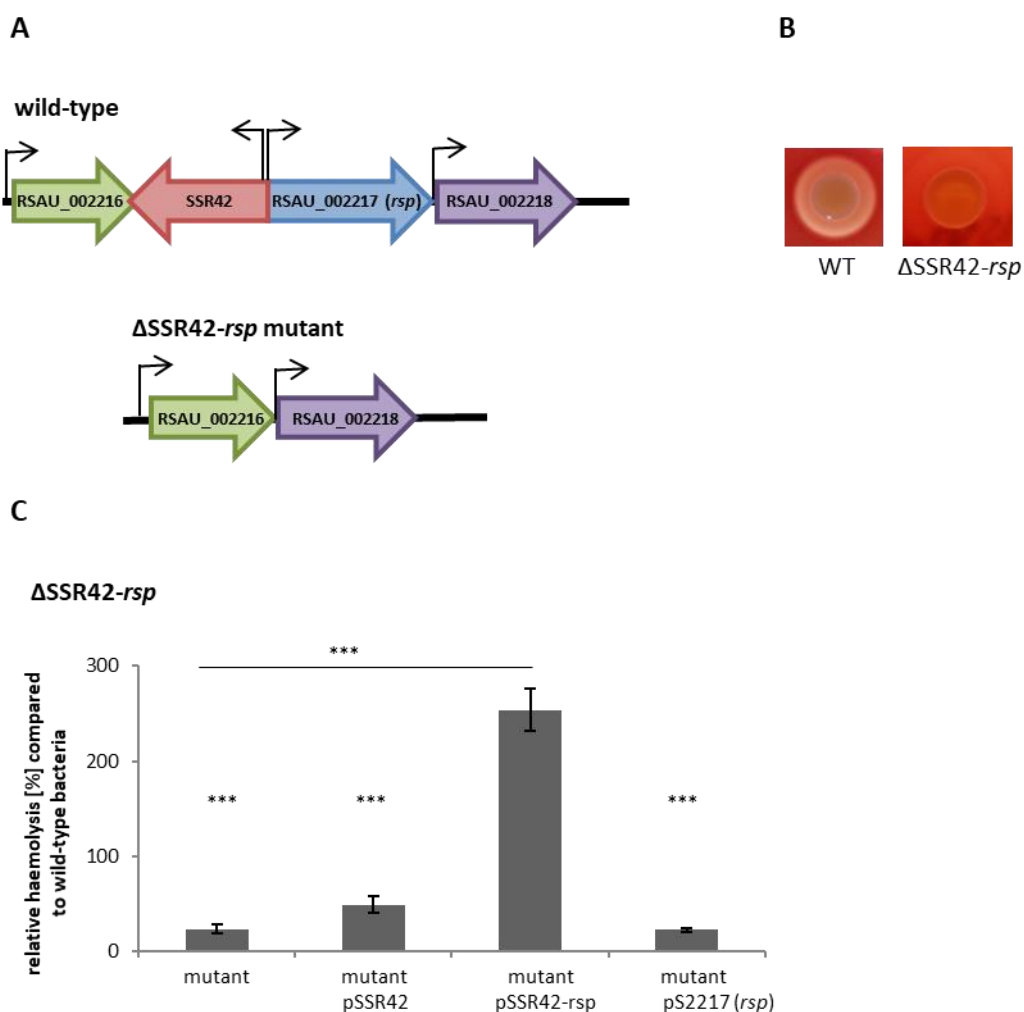 A
B
wild-type
RSAU_002216
SSR42
RSAU_002217 (rsp)
RSAU_002218
WT
ΔSSR42-rsp
ΔSSR42-rsp mutant
RSAU_002216
RSAU_002218
C
ΔSSR42-rsp
relative haemolysis [%] compared
to wild-type bacteria
300
200
100
0
***
***
***
***
mutant
mutant
pSSR42
mutant
pSSR42-rsp
mutant
pS2217 (rsp)